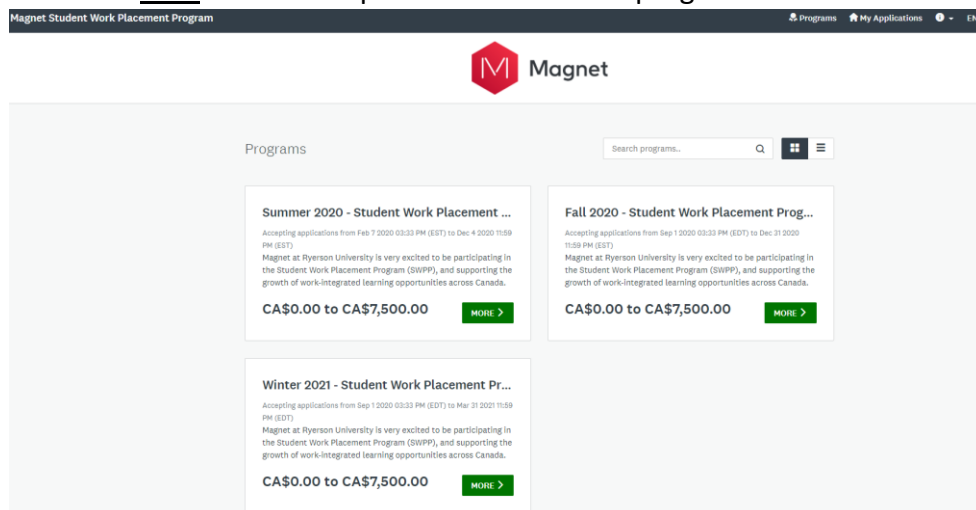 Magnet Student Work Placement Program
Programs My Applications EN
M Magnet
Programs
Search programs..
Summer 2020 - Student Work Placement ...
Accepting applications from Feb 7 2020 03:33 PM (EST) to Dec 4 2020 11:59
PM (EST)
Magnet at Ryerson University is very excited to be participating in
the Student Work Placement Program (SWPP), and supporting the
growth of work-integrated learning opportunities across Canada.
CA$0.00 to CA$7,500.00
MORE >
Fall 2020 - Student Work Placement Prog...
Accepting applications from Sep 1 2020 03:33 PM (EDT) to Dec 31 2020
11:59 PM (EST)
Magnet at Ryerson University is very excited to be participating in
the Student Work Placement Program (SWPP), and supporting the
growth of work-integrated learning opportunities across Canada.
CA$0.00 to CA$7,500.00
MORE >
Winter 2021 - Student Work Placement Pr...
Accepting applications from Sep 1 2020 03:33 PM (EDT) to Mar 31 2021 11:59
PM (EDT)
Magnet at Ryerson University is very excited to be participating in
the Student Work Placement Program (SWPP), and supporting the
growth of work-integrated learning opportunities across Canada.
CA$0.00 to CA$7,500.00
MORE >